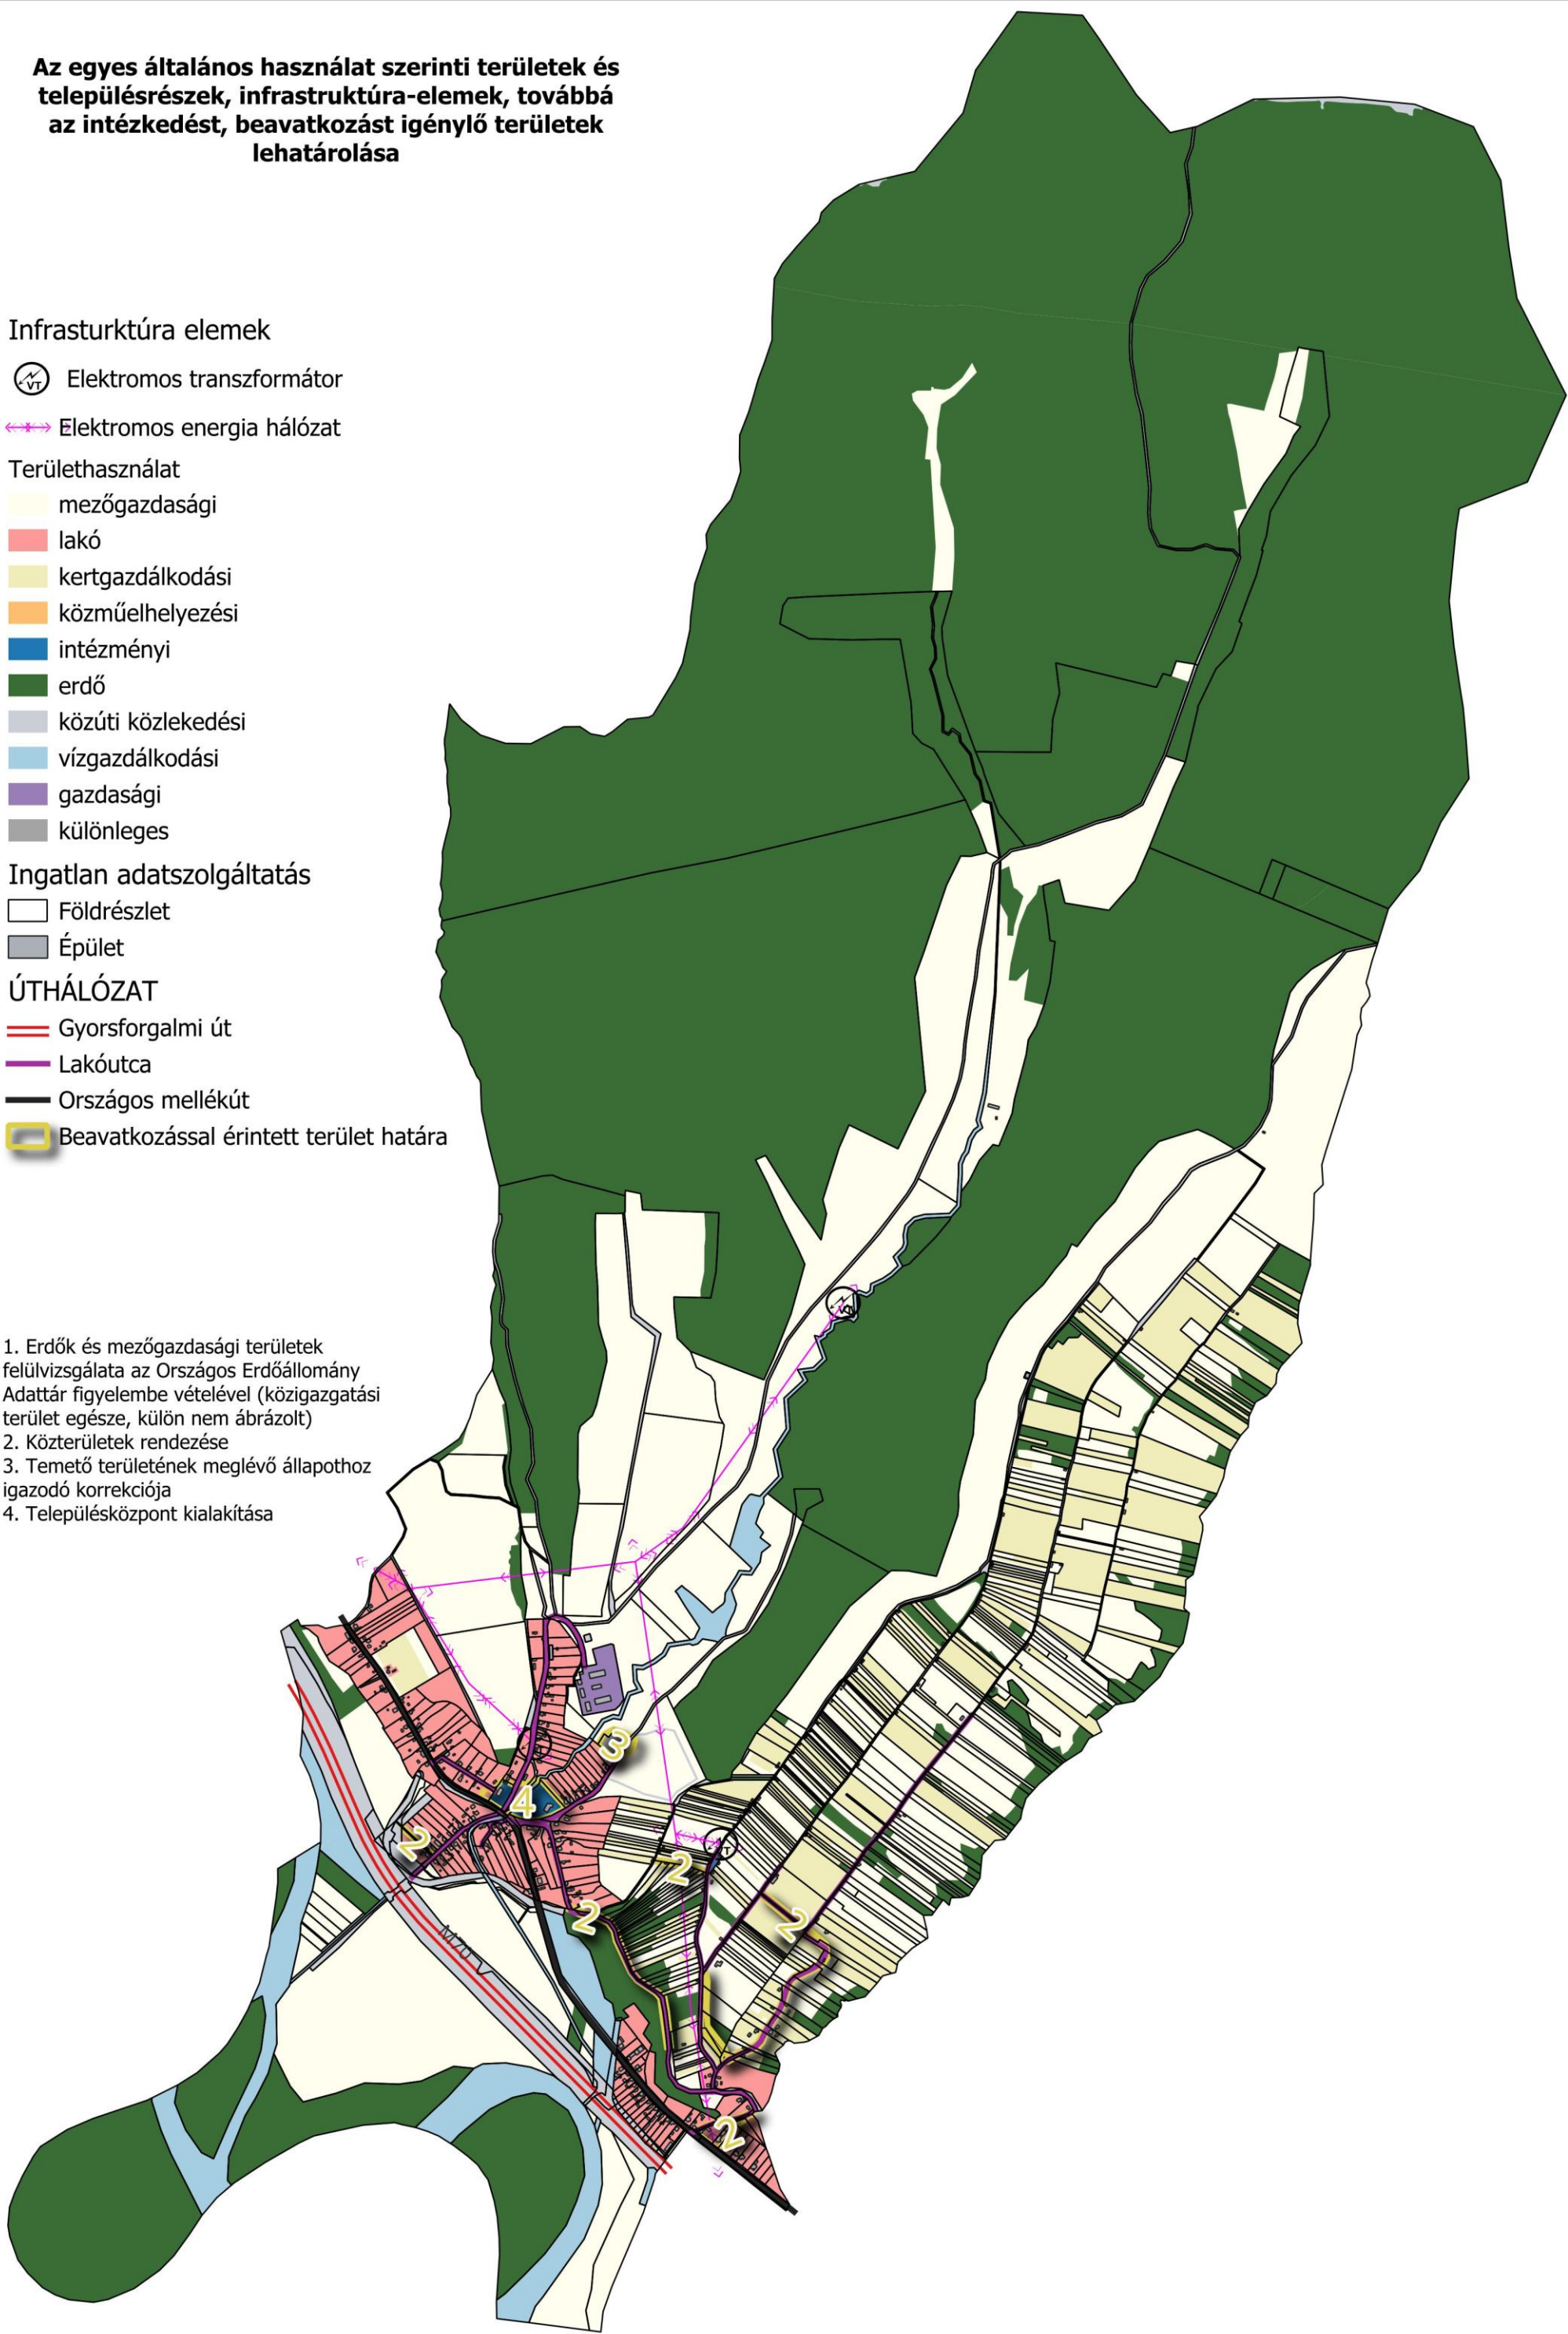 Az egyes általános használat szerinti területek és
településrészek, infrastruktúra-elemek, továbbá
az intézkedést, beavatkozást igénylő területek
lehatárolása
Infrasturktúra elemek
VT
Elektromos transzformátor
Elektromos energia hálózat
Területhasználat
mezőgazdasági
lakó
kertgazdálkodási
közműelhelyezési
intézményi
erdő
közúti közlekedési
vízgazdálkodási
gazdasági
különleges
Ingatlan adatszolgáltatás
Földrészlet
Épület
ÚTHÁLÓZAT
Gyorsforgalmi út
Lakóutca
Országos mellékút
Beavatkozással érintett terület határa
1. Erdők és mezőgazdasági területek
felülvizsgálata az Országos Erdőállomány
Adattár figyelembe vételével (közigazgatási
terület egésze, külön nem ábrázolt)
2. Közterületek rendezése
3. Temető területének meglévő állapothoz
igazodó korrekciója
4. Településközpont kialakítása
3
4
2
2
2
2
M70
2